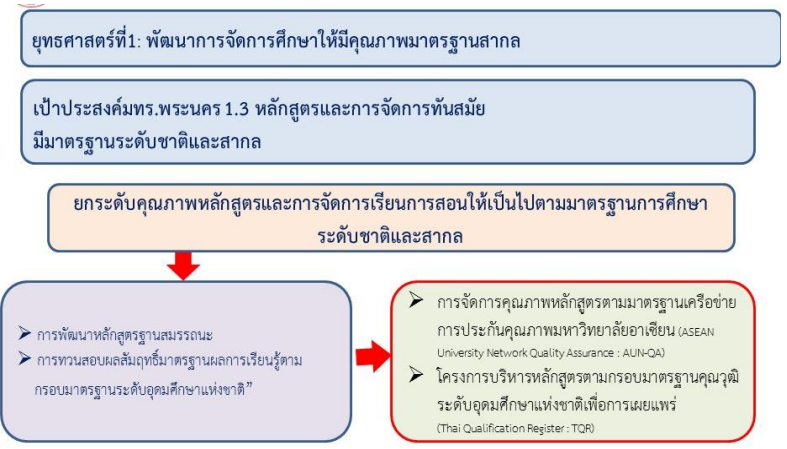 ยุทธศาสตร์ที่1: พัฒนาการจัดการศึกษาให้มีคุณภาพมาตรฐานสากล
เป้าประสงค์มทร.พระนคร 1.3 หลักสูตรและการจัดการทันสมัย
มีมาตรฐานระดับชาติและสากล
ยกระดับคุณภาพหลักสูตรและการจัดการเรียนการสอนให้เป็นไปตามมาตรฐานการศึกษา
ระดับชาติและสากล
➢ การพัฒนาหลักสูตรฐานสมรรถนะ
➢ การทวนสอบผลสัมฤทธิ์มาตรฐานผลการเรียนรู้ตาม
กรอบมาตรฐานระดับอุดมศึกษาแห่งชาติ”
➢ การจัดการคุณภาพหลักสูตรตามมาตรฐานเครือข่าย
การประกันคุณภาพมหาวิทยาลัยอาเซียน (ASEAN
University Network Quality Assurance : AUN-QA)
➢ โครงการบริหารหลักสูตรตามกรอบมาตรฐานคุณวุฒิ
ระดับอุดมศึกษาแห่งชาติเพื่อการเผยแพร่
(Thai Qualification Register : TQR)